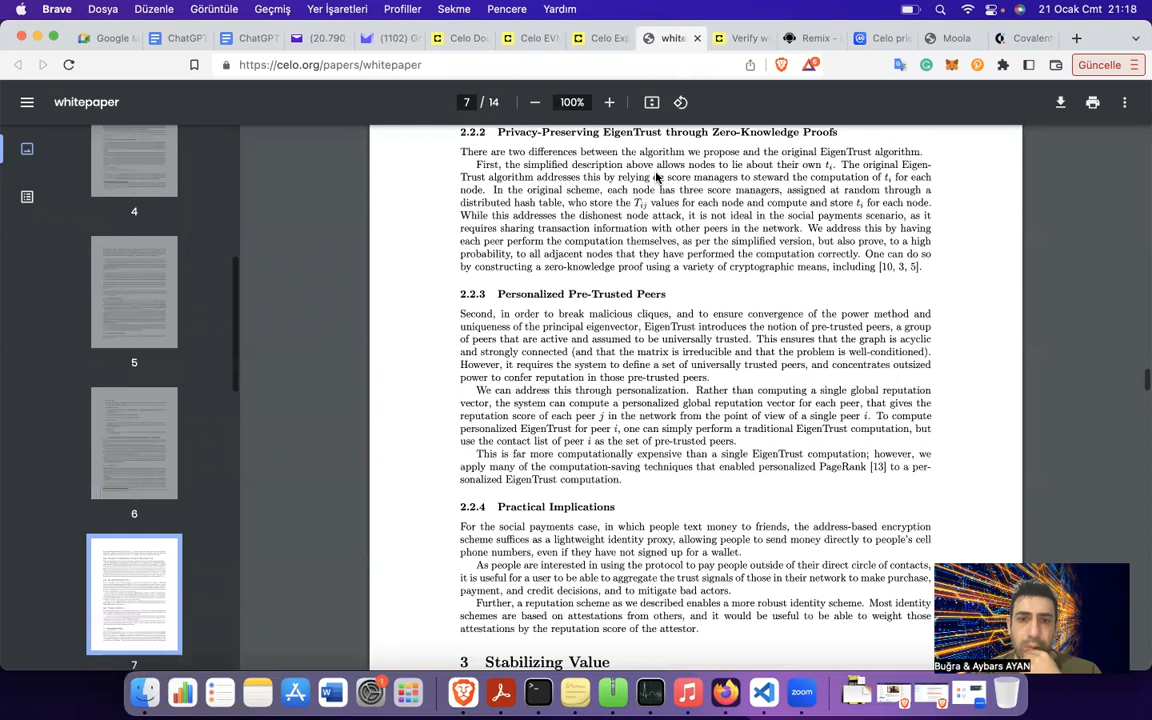 Brave Dosya Düzenle Görüntüle Geçmiş Yer İşaretleri Profiller Sekme Pencere Yardım 21 Ocak Cmt 21:18
Google M ChatGPT ChatGPT (20.790. (1102) G Celo Do Celo EVM Celo Exp white Verify w Remix - Celo pric Moola Covalent
https://celo.org/papers/whitepaper Güncelle
whitepaper 7 / 14 100%
4
5
6
7
2.2.2 Privacy-Preserving EigenTrust through Zero-Knowledge Proofs
There are two differences between the algorithm we propose and the original EigenTrust algorithm.
First, the simplified description above allows nodes to lie about their own ti. The original Eigen-
Trust algorithm addresses this by relying on score managers to steward the computation of ti for each
node. In the original scheme, each node has three score managers, assigned at random through a
distributed hash table, who store the Tij values for each node and compute and store ti for each node.
While this addresses the dishonest node attack, it is not ideal in the social payments scenario, as it
requires sharing transaction information with other peers in the network. We address this by having
each peer perform the computation themselves, as per the simplified version, but also prove, to a high
probability, to all adjacent nodes that they have performed the computation correctly. One can do so
by constructing a zero-knowledge proof using a variety of cryptographic means, including [10, 3, 5].
2.2.3 Personalized Pre-Trusted Peers
Second, in order to break malicious cliques, and to ensure convergence of the power method and
uniqueness of the principal eigenvector, EigenTrust introduces the notion of pre-trusted peers, a group
of peers that are active and assumed to be universally trusted. This ensures that the graph is acyclic
and strongly connected (and that the matrix is irreducible and that the problem is well-conditioned).
However, it requires the system to define a set of universally trusted peers, and concentrates outsized
power to confer reputation in those pre-trusted peers.
We can address this through personalization. Rather than computing a single global reputation
vector, the system can compute a personalized global reputation vector for each peer, that gives the
reputation score of each peer j in the network from the point of view of a single peer i. To compute
personalized EigenTrust for peer i, one can simply perform a traditional EigenTrust computation, but
use the contact list of peer i as the set of pre-trusted peers.
This is far more computationally expensive than a single EigenTrust computation; however, we
apply many of the computation-saving techniques that enabled personalized PageRank [13] to a per-
sonalized EigenTrust computation.
2.2.4 Practical Implications
For the social payments case, in which people text money to friends, the address-based encryption
scheme suffices as a lightweight identity proxy, allowing people to send money directly to people's cell
phone numbers, even if they have not signed up for a wallet.
As people are interested in using the protocol to pay people outside of their direct circle of contacts,
it is useful for a user to be able to aggregate the trust signals of those in their network to make purchase,
payment, and credit decisions, and to mitigate bad actors.
Further, a reputation scheme as we described enables a more robust identity scheme. Most identity
schemes are based on attestations from others, and it would be useful to be able to weight those
attestations by the reputation score of the attestor.
3 Stabilizing Value
Buğra & Aybars AYAN
zoom